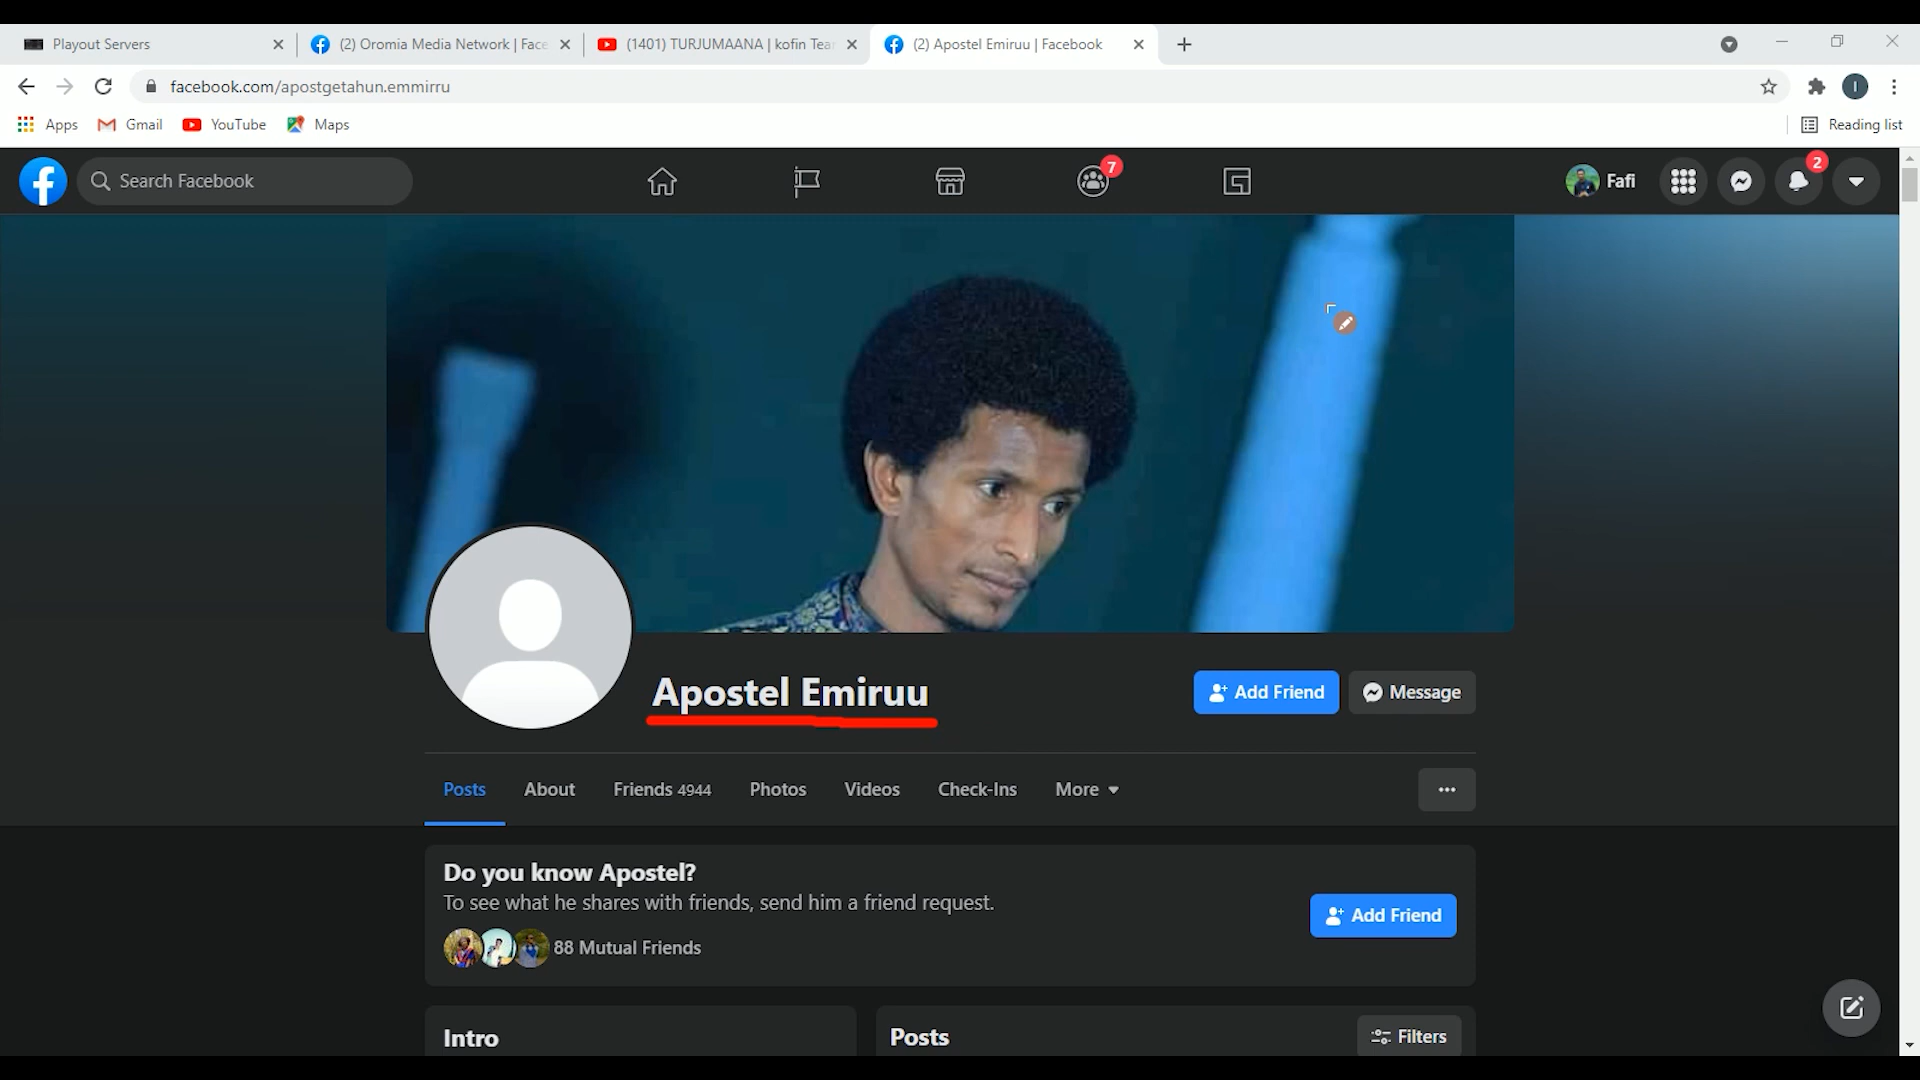 Playout Servers
(2) Oromia Media Network | Face
(1401) TURJUMAANA | kofin Tea
(2) Apostel Emiruu | Facebook
facebook.com/apostgetahun.emmirru
I
Apps
Gmail
YouTube
Maps
Reading list
Search Facebook
7
Fafi
2
Apostel Emiruu
Add Friend
Message
Posts
About
Friends 4944
Photos
Videos
Check-Ins
More
Do you know Apostel?
To see what he shares with friends, send him a friend request.
88 Mutual Friends
Add Friend
Intro
Posts
Filters